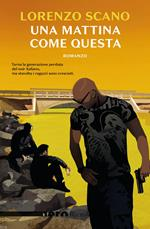 LORENZO SCANO
UNA MATTINA
COME QUESTA
ROMANZO
Torna la generazione perduta
del noir italiano,
ma stavolta i ragazzi sono cresciuti.